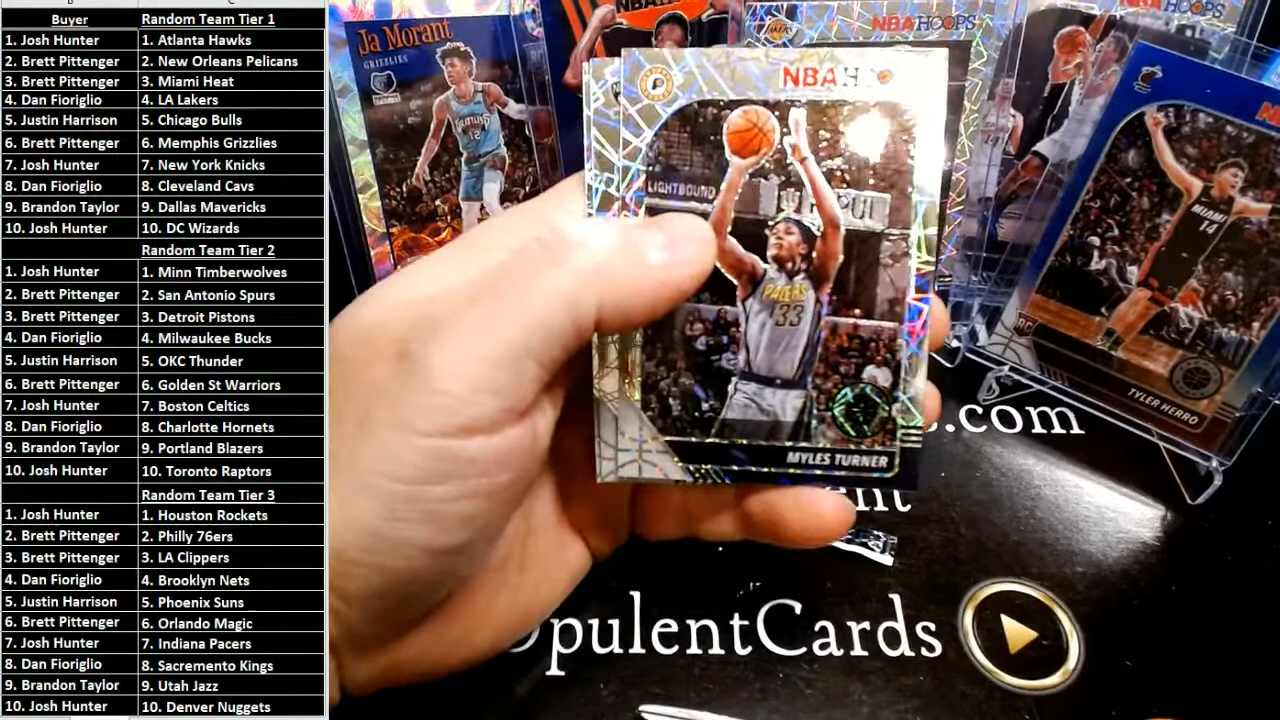 Buyer Random Team Tier 1
1. Josh Hunter 1. Atlanta Hawks
2. Brett Pittenger 2. New Orleans Pelicans
3. Brett Pittenger 3. Miami Heat
4. Dan Fioriglio 4. LA Lakers
5. Justin Harrison 5. Chicago Bulls
6. Brett Pittenger 6. Memphis Grizzlies
7. Josh Hunter 7. New York Knicks
8. Dan Fioriglio 8. Cleveland Cavs
9. Brandon Taylor 9. Dallas Mavericks
10. Josh Hunter 10. DC Wizards
Random Team Tier 2
1. Josh Hunter 1. Minn Timberwolves
2. Brett Pittenger 2. San Antonio Spurs
3. Brett Pittenger 3. Detroit Pistons
4. Dan Fioriglio 4. Milwaukee Bucks
5. Justin Harrison 5. OKC Thunder
6. Brett Pittenger 6. Golden St Warriors
7. Josh Hunter 7. Boston Celtics
8. Dan Fioriglio 8. Charlotte Hornets
9. Brandon Taylor 9. Portland Blazers
10. Josh Hunter 10. Toronto Raptors
Random Team Tier 3
1. Josh Hunter 1. Houston Rockets
2. Brett Pittenger 2. Philly 76ers
3. Brett Pittenger 3. LA Clippers
4. Dan Fioriglio 4. Brooklyn Nets
5. Justin Harrison 5. Phoenix Suns
6. Brett Pittenger 6. Orlando Magic
7. Josh Hunter 7. Indiana Pacers
8. Dan Fioriglio 8. Sacremento Kings
9. Brandon Taylor 9. Utah Jazz
10. Josh Hunter 10. Denver Nuggets
Ja Morant
GRIZZLIES
12
NBA HOOPS
NBA H
LIGHTBOUND
PACERS
33
MYLES TURNER
MIAMI
14
RC
TYLER HERRO
s.com
ent
OpulentCards